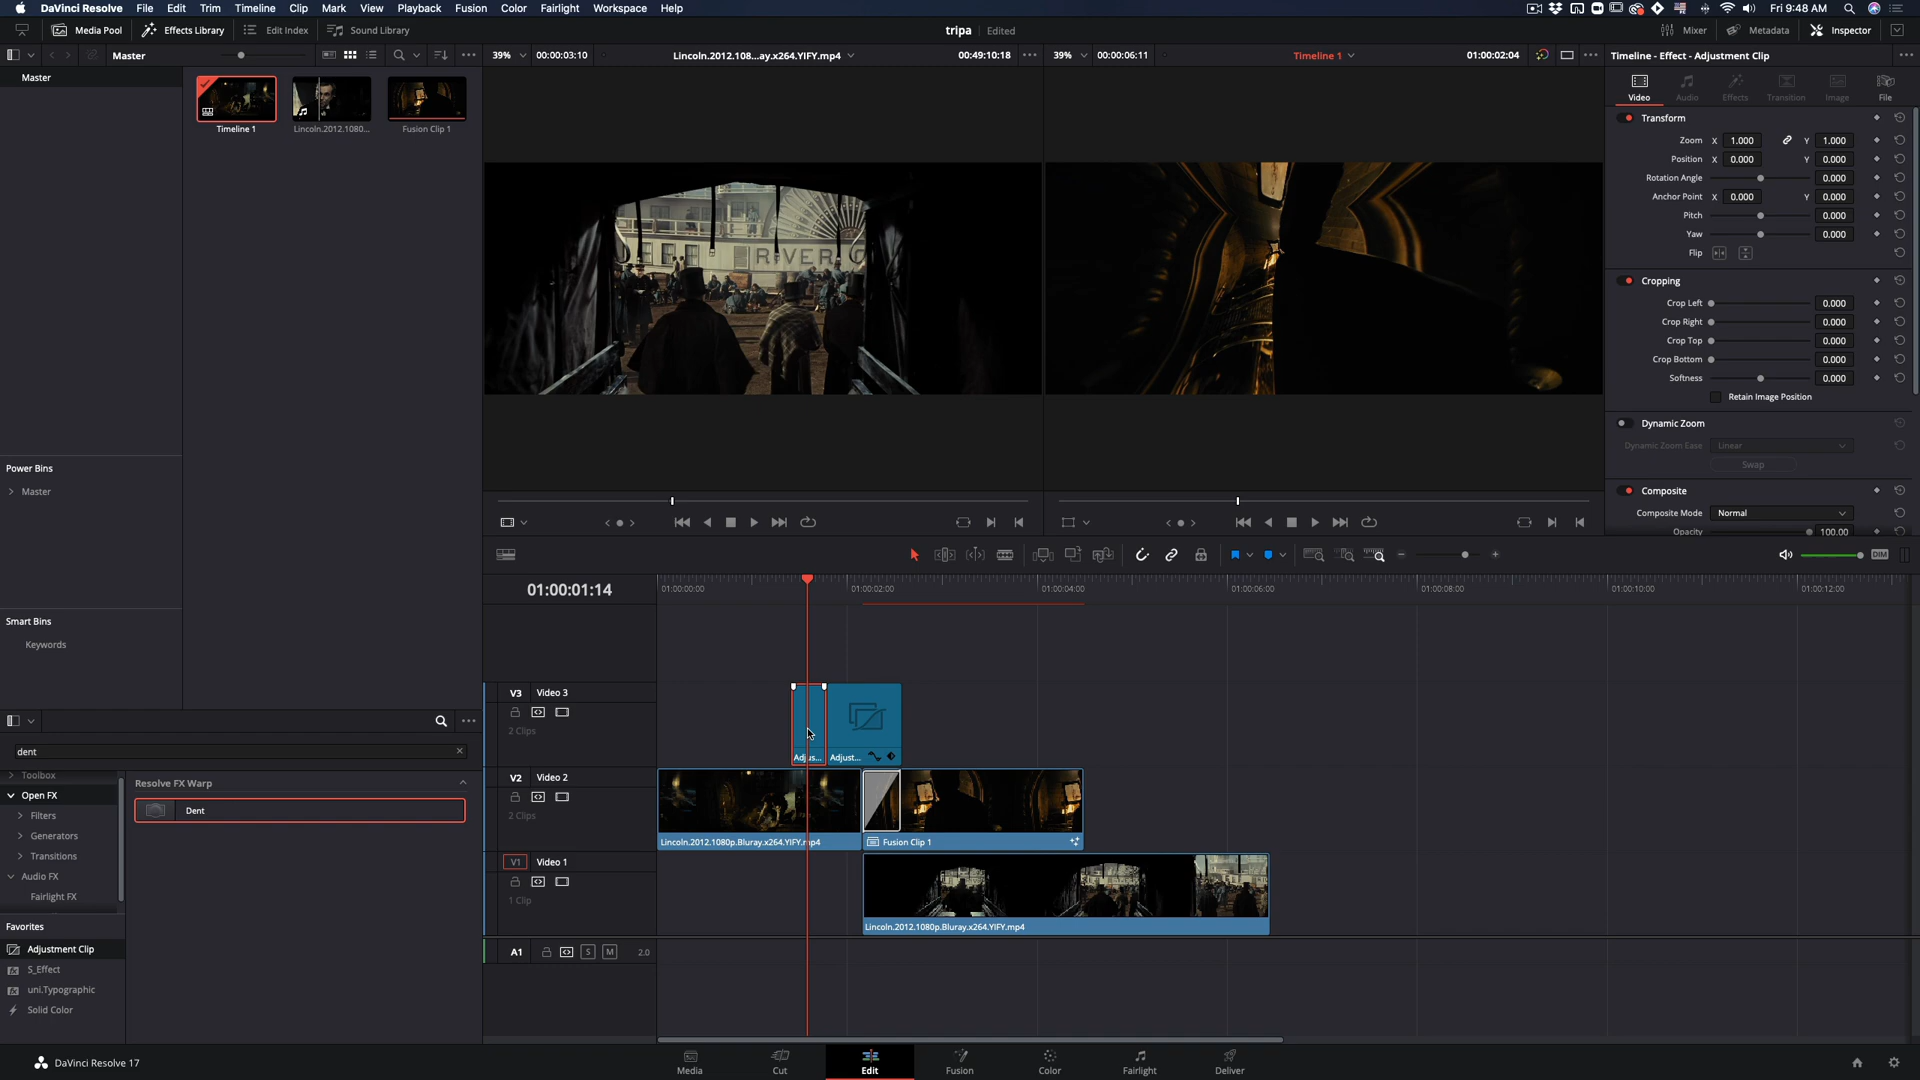 DaVinci Resolve File Edit Trim Timeline Clip Mark View Playback Fusion Color Fairlight Workspace Help Fri 9:48 AM
Media Pool Effects Library Edit Index Sound Library tripa Edited Mixer Metadata Inspector
Master 39% 00:00:03:10 Lincoln.2012.108...ay.x264.YIFY.mp4 00:49:10:18 39% 00:00:06:11 Timeline 1 01:00:02:04 Timeline - Effect - Adjustment Clip
Master
Timeline 1 Lincoln.2012.1080... Fusion Clip 1
Video Audio Effects Transition Image File
Transform
Zoom X 1.000 Y 1.000
Position X 0.000 Y 0.000
Rotation Angle 0.000
Anchor Point X 0.000 Y 0.000
Pitch 0.000
Yaw 0.000
Flip
Cropping
Crop Left 0.000
Crop Right 0.000
Crop Top 0.000
Crop Bottom 0.000
Softness 0.000
Retain Image Position
Dynamic Zoom
Dynamic Zoom Ease Linear
Swap
Composite
Composite Mode Normal
Opacity 100.00
RIVER
Power Bins
Master
Smart Bins
Keywords
dent
Toolbox
Open FX
Filters
Generators
Transitions
Audio FX
Fairlight FX
Favorites
Adjustment Clip
S_Effect
uni.Typographic
Solid Color
Resolve FX Warp
Dent
DIM
01:00:01:14 01:00:00:00 01:00:02:00 01:00:04:00 01:00:06:00 01:00:08:00 01:00:10:00 01:00:12:00
V3 Video 3
2 Clips
Adjus... Adjust...
V2 Video 2
2 Clips
Lincoln.2012.1080p.Bluray.x264.YIFY.mp4 Fusion Clip 1
V1 Video 1
1 Clip
Lincoln.2012.1080p.Bluray.x264.YIFY.mp4
A1 S M 2.0
DaVinci Resolve 17 Media Cut Edit Fusion Color Fairlight Deliver